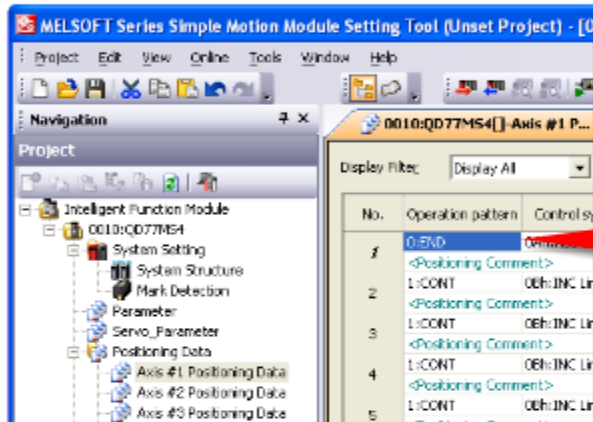 MELSOFT Series Simple Motion Module Setting Tool (Unset Project) - [0
Project Edit View Online Tools Window Help
Navigation
0010:QD77MS4[]-Axis #1 P...
Project
Display Filter Display All
Intelligent Function Module
0010:QD77MS4
System Setting
System Structure
Mark Detection
Parameter
Servo_Parameter
Positioning Data
Axis #1 Positioning Data
Axis #2 Positioning Data
Axis #3 Positioning Data
No. Operation pattern Control sy
1 0:END
<Positioning Comment>
2 1:CONT 0Bh:INC Lin
<Positioning Comment>
3 1:CONT 0Bh:INC Lin
<Positioning Comment>
4 1:CONT 0Bh:INC Lin
<Positioning Comment>
5 1:CONT 0Bh:INC Lin